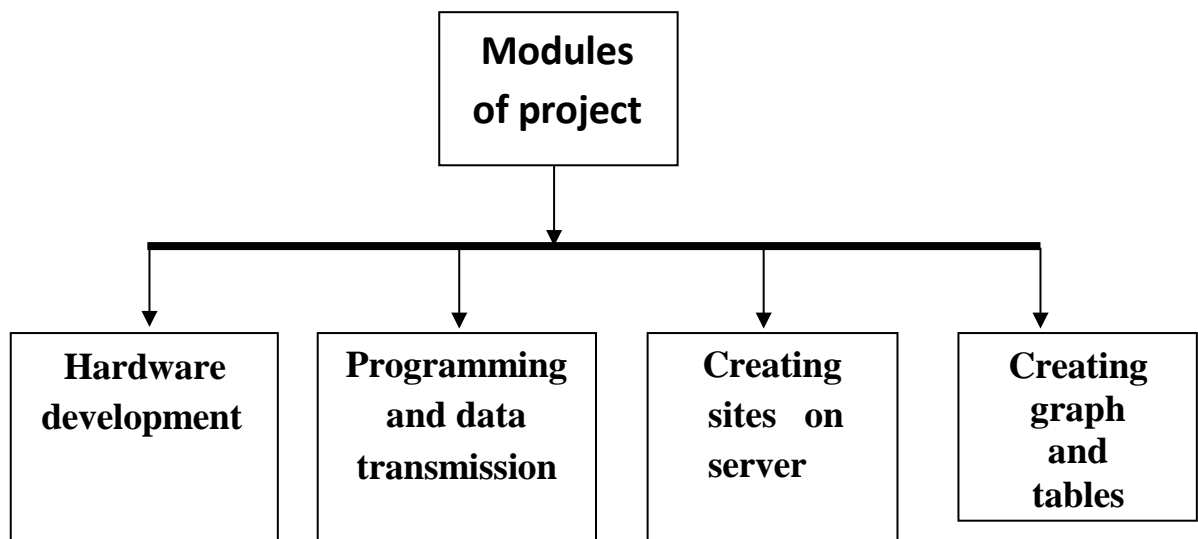 Modules
of project
Hardware
development
Programming
and data
transmission
Creating
sites on
server
Creating
graph
and
tables